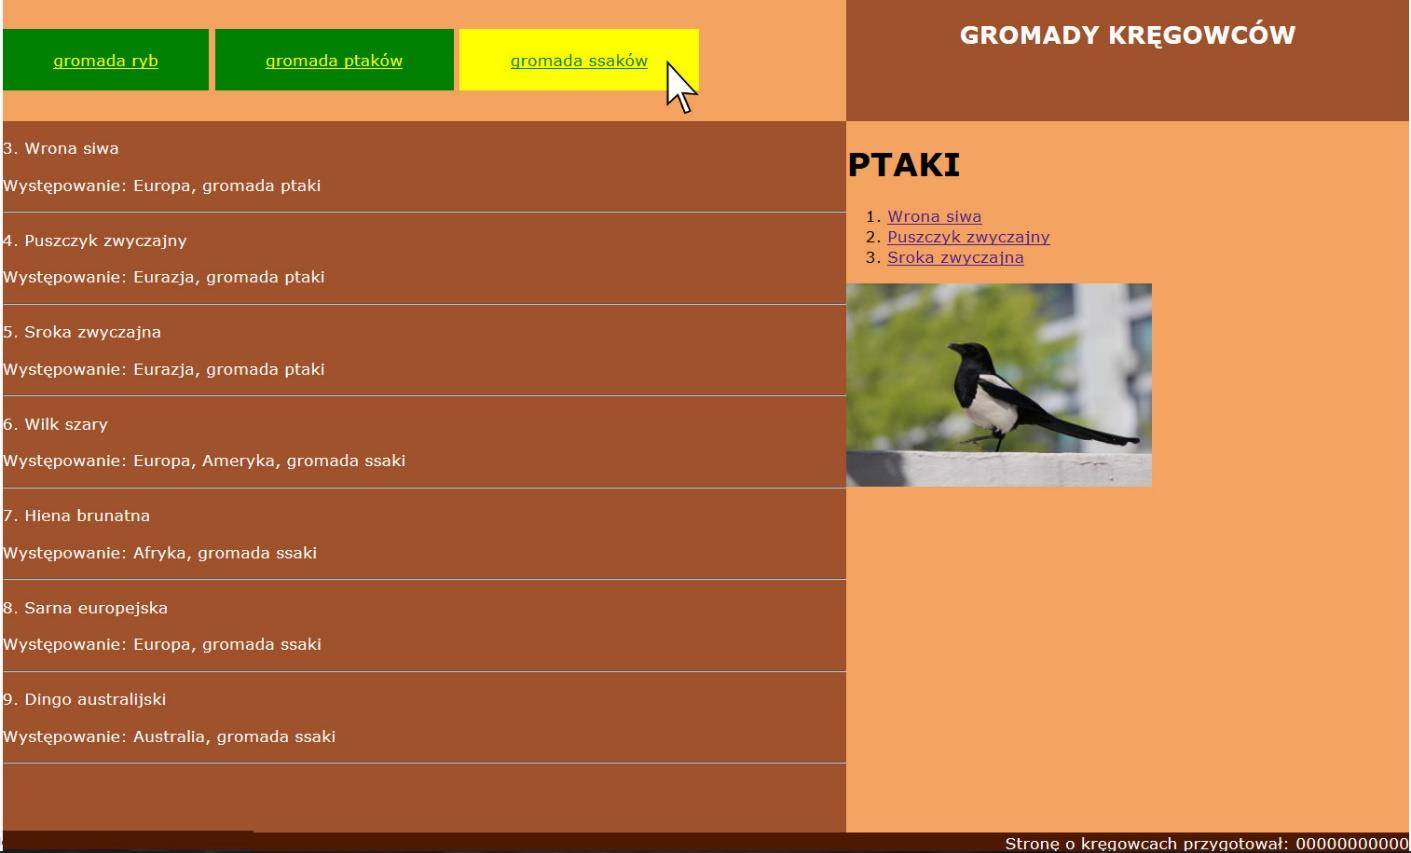 gromada ryb
gromada ptaków
gromada ssaków
GROMADY KRĘGOWCÓW
3. Wrona siwa
Występowanie: Europa, gromada ptaki
4. Puszczyk zwyczajny
Występowanie: Eurazja, gromada ptaki
5. Sroka zwyczajna
Występowanie: Eurazja, gromada ptaki
6. Wilk szary
Występowanie: Europa, Ameryka, gromada ssaki
7. Hiena brunatna
Występowanie: Afryka, gromada ssaki
8. Sarna europejska
Występowanie: Europa, gromada ssaki
9. Dingo australijski
Występowanie: Australia, gromada ssaki
PTAKI
1. Wrona siwa
2. Puszczyk zwyczajny
3. Sroka zwyczajna
Stronę o kręgowcach przygotował: 00000000000